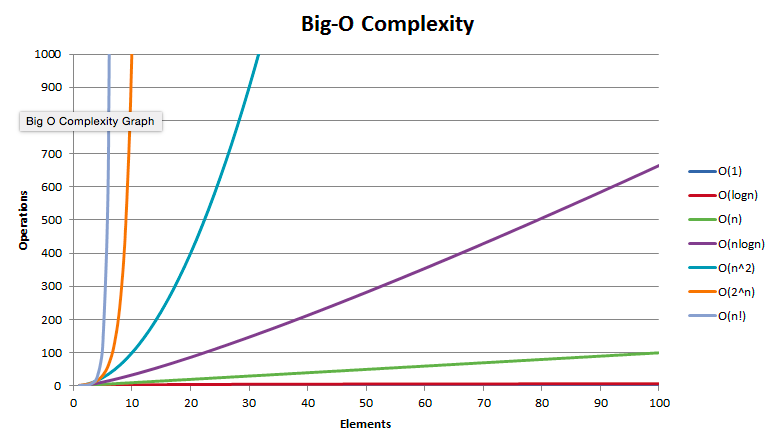 Big-O Complexity
1000
900
Big O Complexity Graph
700
600
500
400
300
200
100
0
Operations
0 10 20 30 40 50 60 70 80 90 100
Elements
O(1)
O(logn)
O(n)
O(nlogn)
O(n^2)
O(2^n)
O(n!)